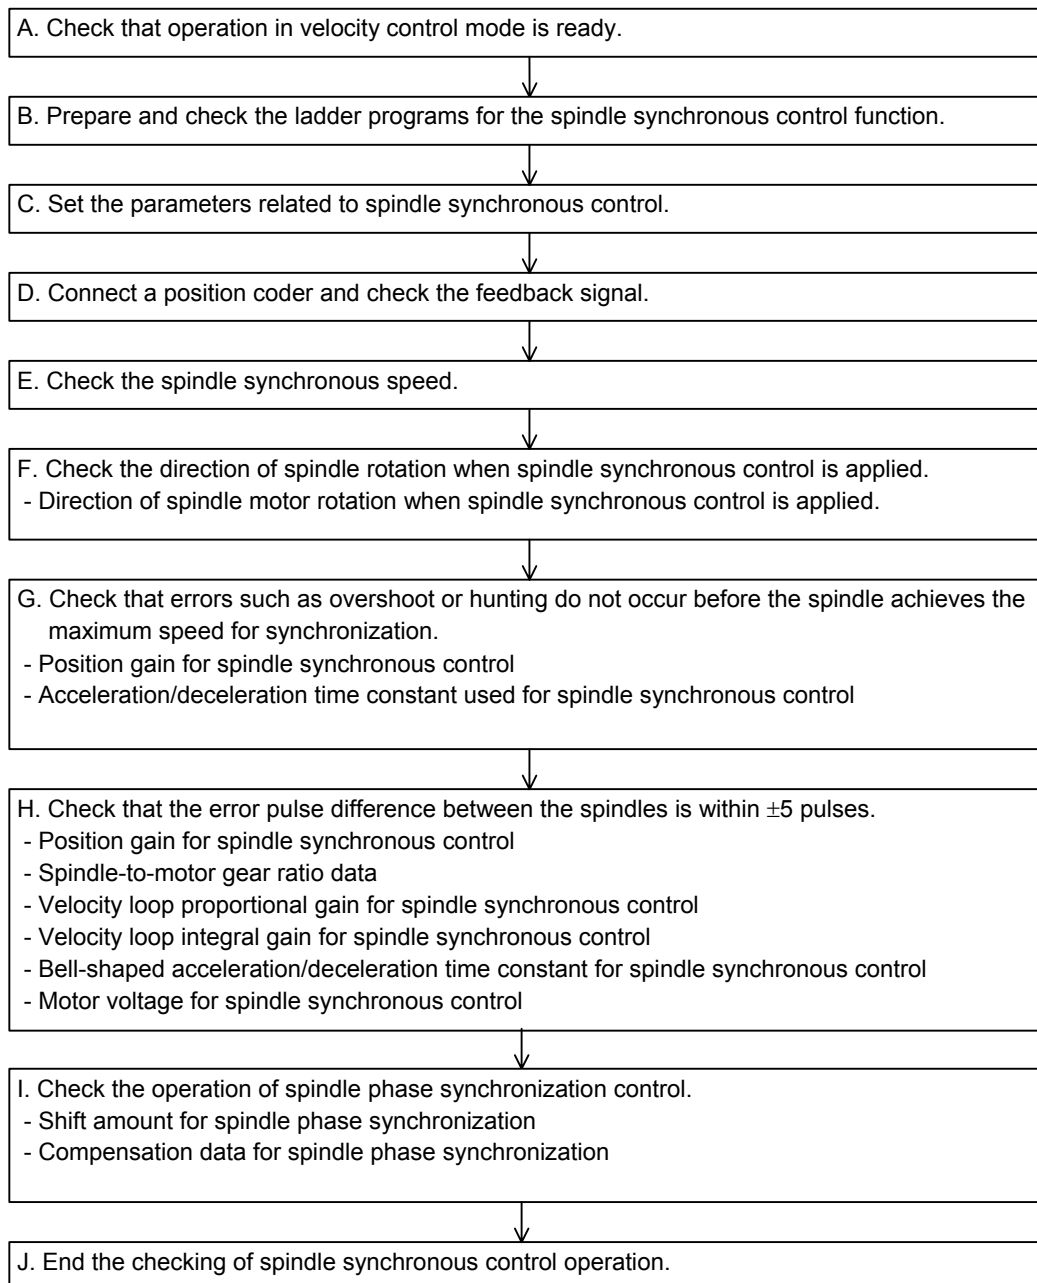 A. Check that operation in velocity control mode is ready.
B. Prepare and check the ladder programs for the spindle synchronous control function.
C. Set the parameters related to spindle synchronous control.
D. Connect a position coder and check the feedback signal.
E. Check the spindle synchronous speed.
F. Check the direction of spindle rotation when spindle synchronous control is applied.
- Direction of spindle motor rotation when spindle synchronous control is applied.
G. Check that errors such as overshoot or hunting do not occur before the spindle achieves the
maximum speed for synchronization.
- Position gain for spindle synchronous control
- Acceleration/deceleration time constant used for spindle synchronous control
H. Check that the error pulse difference between the spindles is within ±5 pulses.
- Position gain for spindle synchronous control
- Spindle-to-motor gear ratio data
- Velocity loop proportional gain for spindle synchronous control
- Velocity loop integral gain for spindle synchronous control
- Bell-shaped acceleration/deceleration time constant for spindle synchronous control
- Motor voltage for spindle synchronous control
I. Check the operation of spindle phase synchronization control.
- Shift amount for spindle phase synchronization
- Compensation data for spindle phase synchronization
J. End the checking of spindle synchronous control operation.